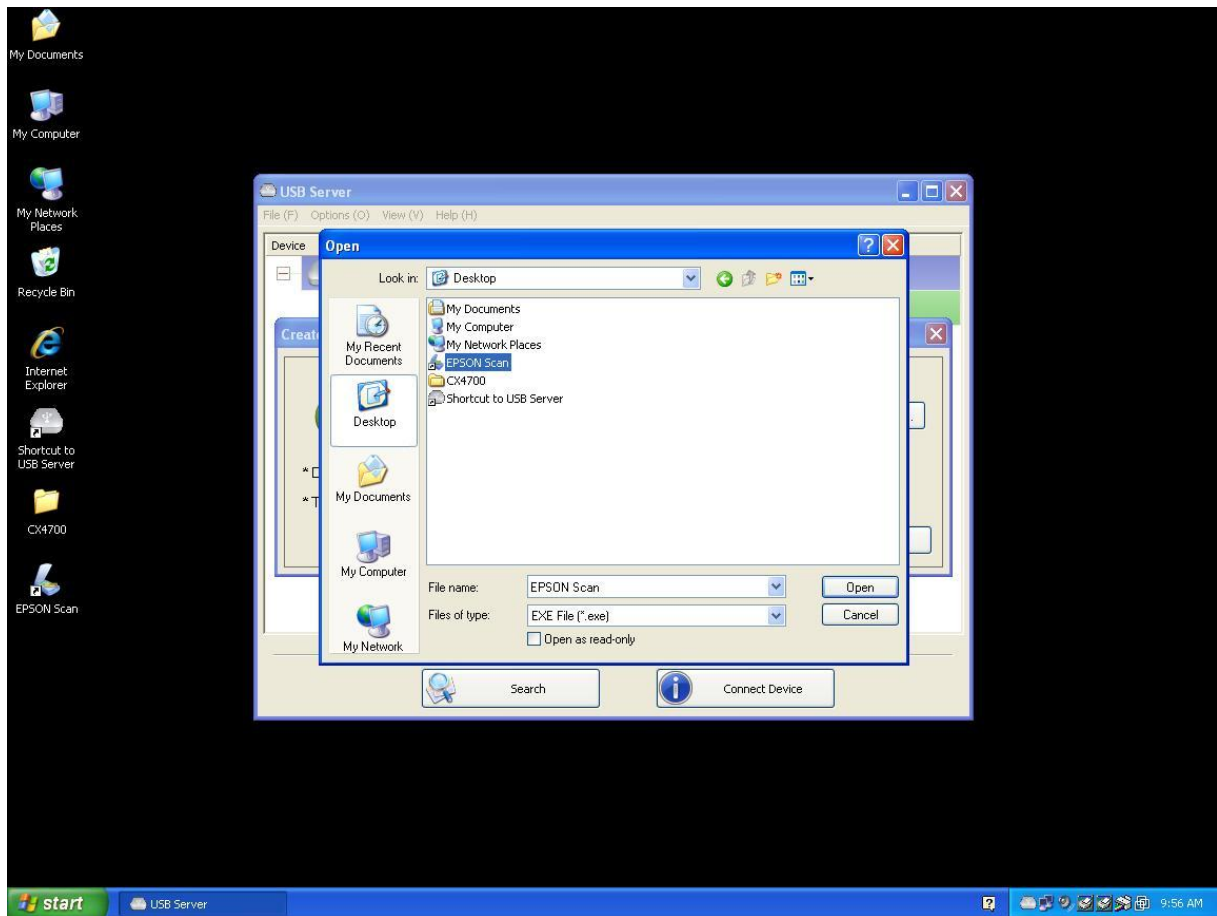 My Documents
My Computer
My Network
Places
Recycle Bin
Internet
Explorer
Shortcut to
USB Server
CX4700
EPSON Scan
USB Server
File (F) Options (O) View (V) Help (H)
Device
Open
Look in:
Desktop
My Recent
Documents
Desktop
My Documents
My Computer
My Network
My Documents
My Computer
My Network Places
EPSON Scan
CX4700
Shortcut to USB Server
File name:
EPSON Scan
Open
Files of type:
EXE File (*.exe)
Cancel
Open as read-only
Search
Connect Device
start
USB Server
9:56 AM